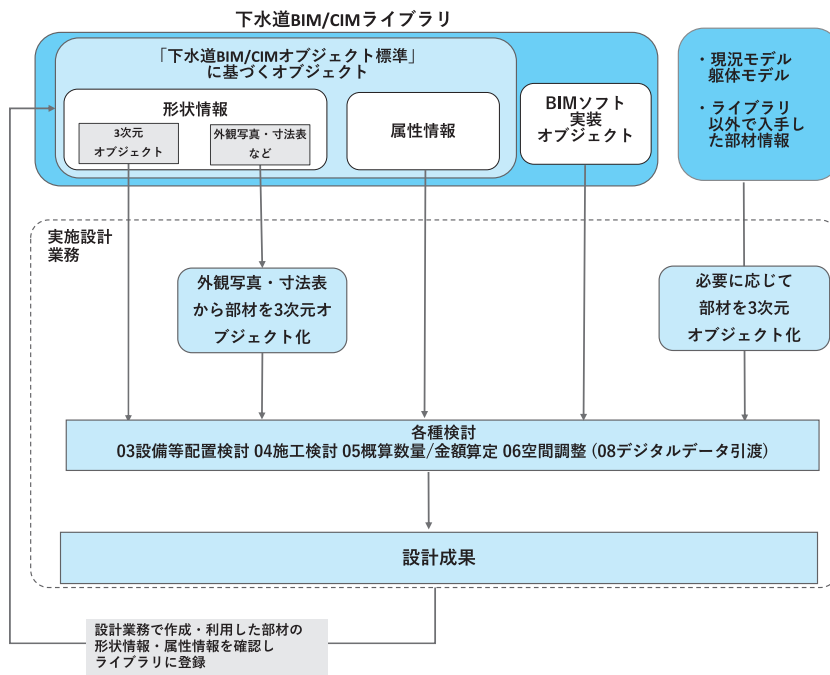 下水道BIM/CIMライブラリ
「下水道BIM/CIMオブジェクト標準」
に基づくオブジェクト
形状情報
3次元
オブジェクト
外観写真・寸法表
など
属性情報
BIMソフト
実装
オブジェクト
・現況モデル
躯体モデル
・ライブラリ
以外で入手し
た部材情報
実施設計
業務
外観写真・寸法表
から部材を3次元オ
ブジェクト化
必要に応じて
部材を3次元
オブジェクト化
各種検討
03設備等配置検討 04施工検討 05概算数量/金額算定 06空間調整 (08デジタルデータ引渡)
設計成果
設計業務で作成・利用した部材の
形状情報・属性情報を確認し
ライブラリに登録